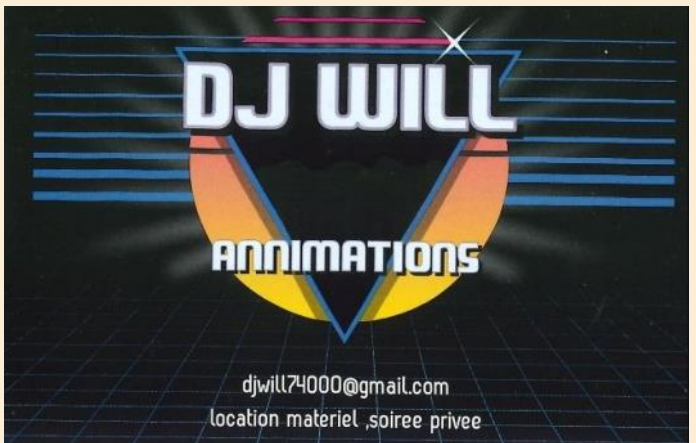 DJ WILL
ANNIMATIONS
djwill74000@gmail.com
location materiel ,soiree privee